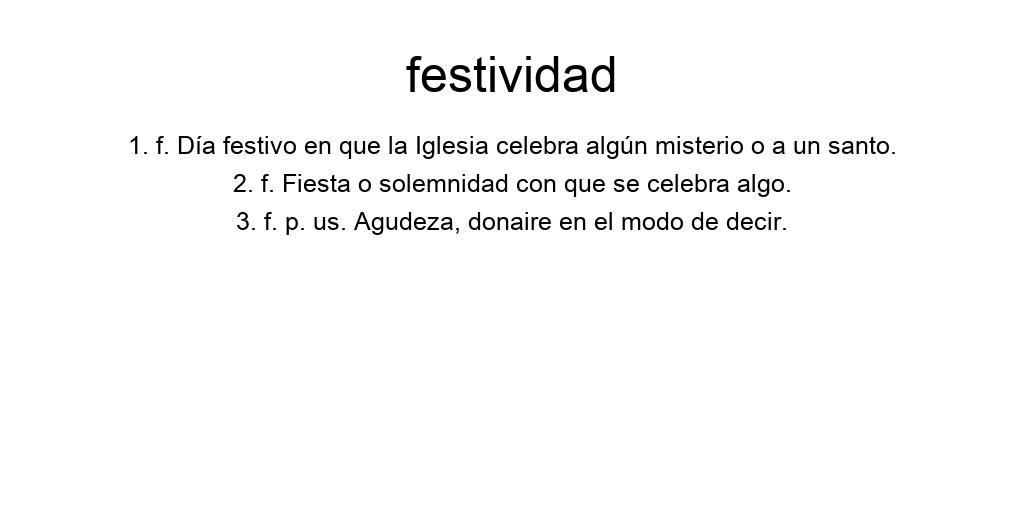 festividad
1. f. Día festivo en que la Iglesia celebra algún misterio o a un santo.
2. f. Fiesta o solemnidad con que se celebra algo.
3. f. p. us. Agudeza, donaire en el modo de decir.